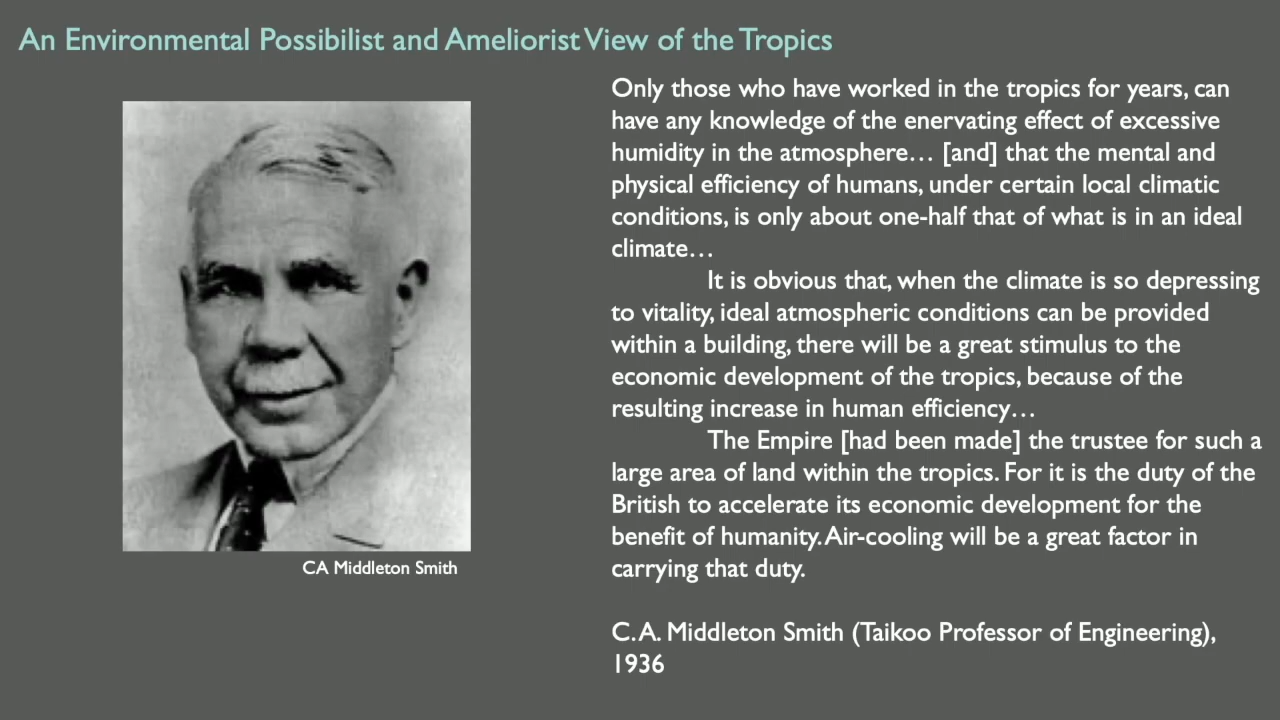 An Environmental Possibilist and Ameliorist View of the Tropics
Only those who have worked in the tropics for years, can
have any knowledge of the enervating effect of excessive
humidity in the atmosphere… [and] that the mental and
physical efficiency of humans, under certain local climatic
conditions, is only about one-half that of what is in an ideal
climate…
It is obvious that, when the climate is so depressing
to vitality, ideal atmospheric conditions can be provided
within a building, there will be a great stimulus to the
economic development of the tropics, because of the
resulting increase in human efficiency…
The Empire [had been made] the trustee for such a
large area of land within the tropics. For it is the duty of the
British to accelerate its economic development for the
benefit of humanity. Air-cooling will be a great factor in
carrying that duty.
C. A. Middleton Smith (Taikoo Professor of Engineering),
1936
CA Middleton Smith